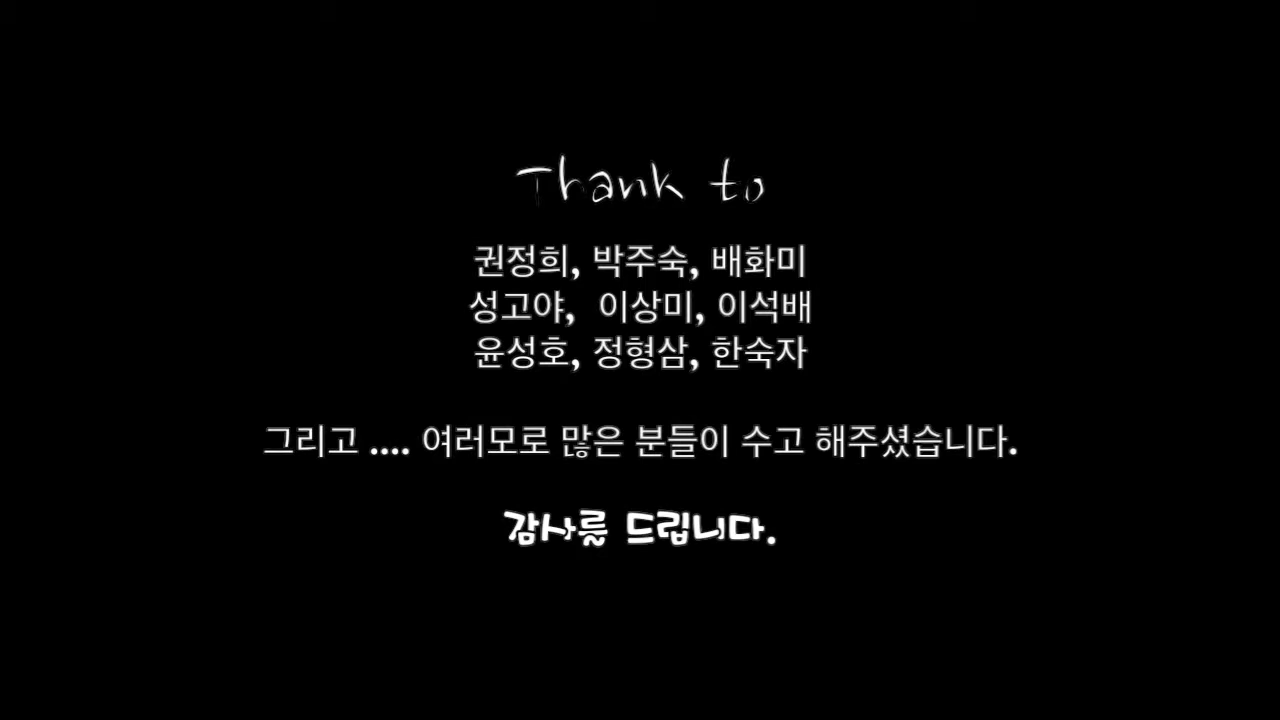 Thank to
권정희, 박주숙, 배화미
성고야,  이상미, 이석배
윤성호, 정형삼, 한숙자
그리고 .... 여러모로 많은 분들이 수고 해주셨습니다.
감사를 드립니다.